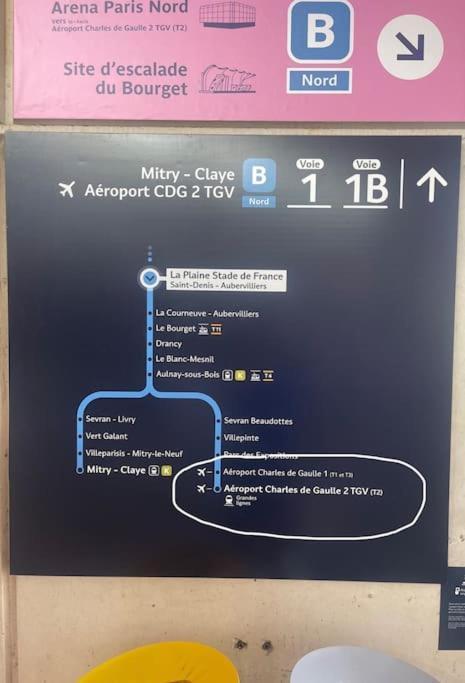 Arena Paris Nord
vers
Aéroport Charles de Gaulle 2 TGV (T2)
B
Nord
Site d'escalade
du Bourget
Mitry - Claye
Aéroport CDG 2 TGV
B
Nord
Voie
1
Voie
1B
La Plaine Stade de France
Saint-Denis - Aubervilliers
La Courneuve - Aubervilliers
Le Bourget T11
Drancy
Le Blanc-Mesnil
Aulnay-sous-Bois K T4
Sevran - Livry
Vert Galant
Villeparisis - Mitry-le-Neuf
Mitry - Claye K
Sevran Beaudottes
Villepinte
Parc des Expositions
Aéroport Charles de Gaulle 1 (T1 et T3)
Aéroport Charles de Gaulle 2 TGV (T2)
Grandes
lignes